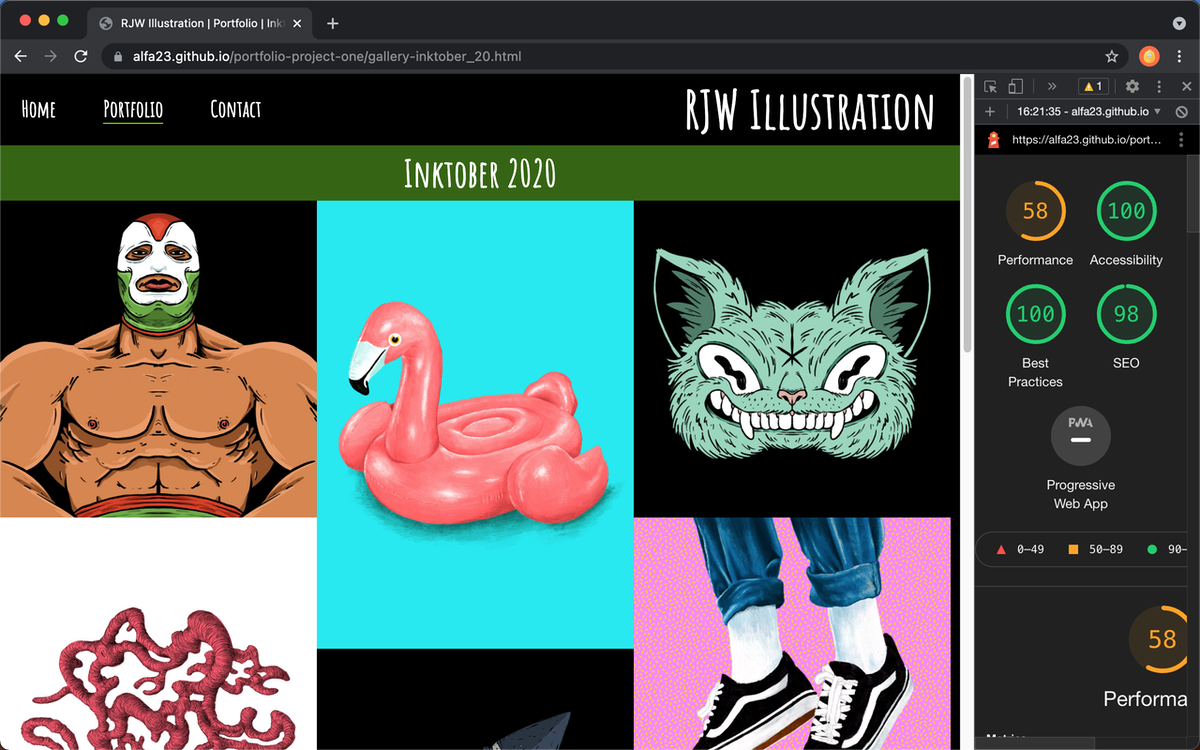 RJW Illustration | Portfolio | Ink
alfa23.github.io/portfolio-project-one/gallery-inktober_20.html
Home
Portfolio
Contact
RJW Illustration
Inktober 2020
1
16:21:35 - alfa23.github.io
https://alfa23.github.io/port...
58
100
Performance
Accessibility
100
98
Best
Practices
SEO
PWA
Progressive
Web App
0–49
50–89
90–
58
Performa